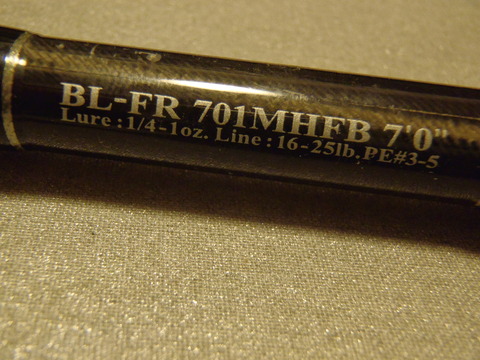 BL-FR 701MHFB 7'0"
Lure:1/4-1oz. Line:16-25lb.PE#3-5